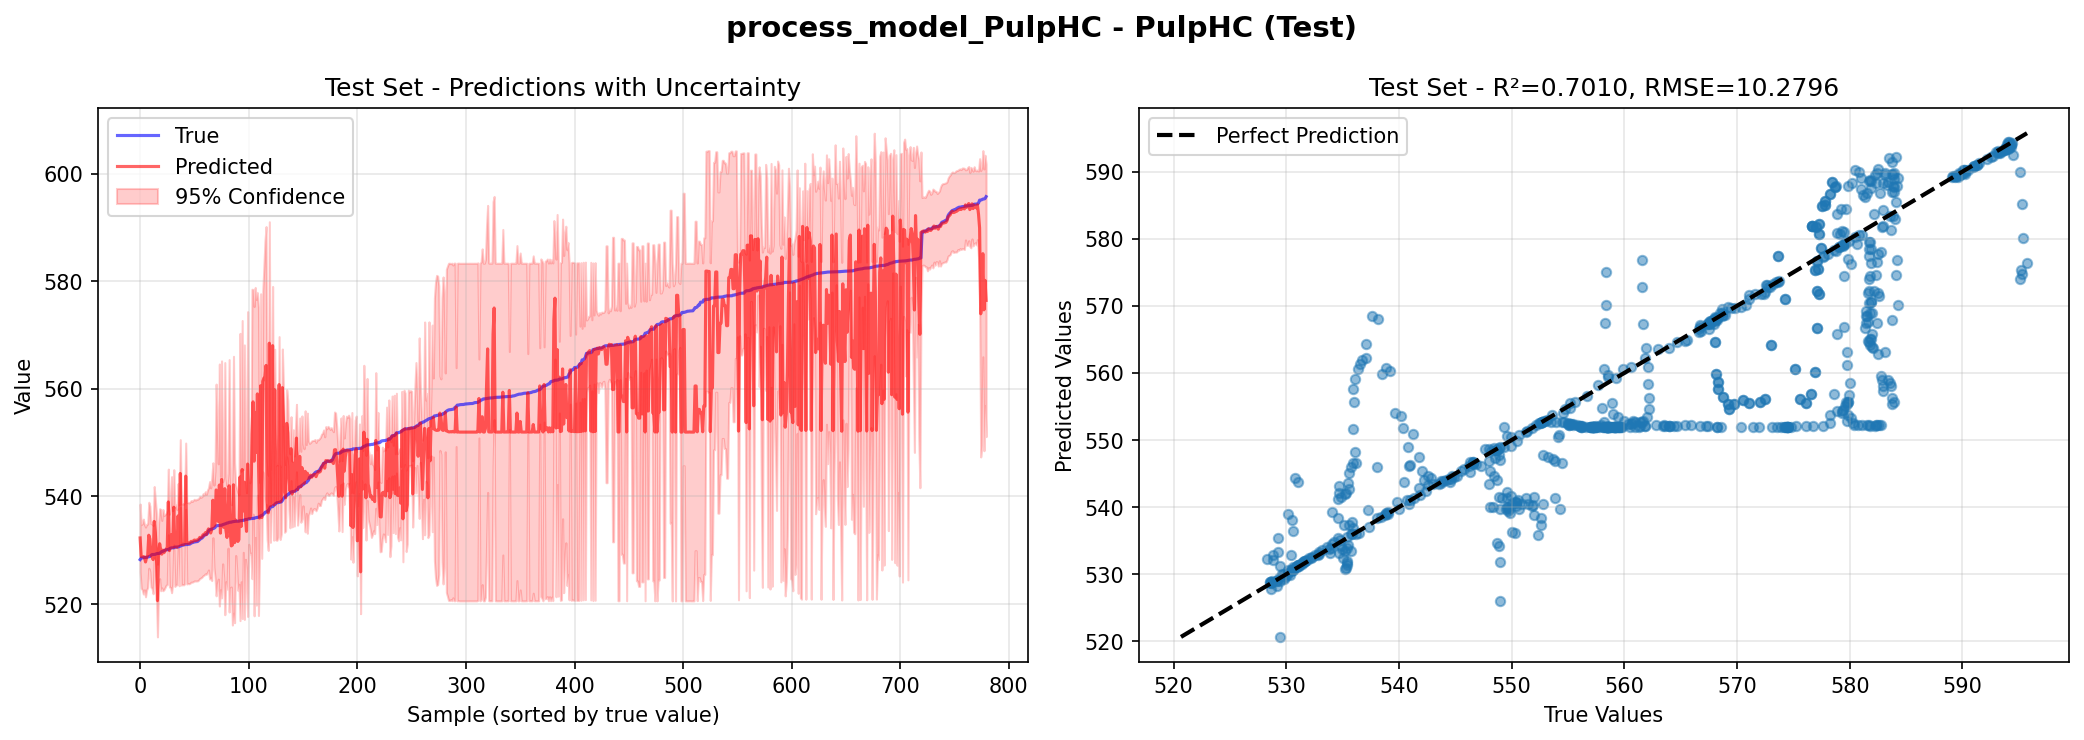 process_model_PulpHC - PulpHC (Test)
Test Set - Predictions with Uncertainty
True
Predicted
95% Confidence
Value
600
580
560
540
520
0 100 200 300 400 500 600 700 800
Sample (sorted by true value)
Test Set - R²=0.7010, RMSE=10.2796
Perfect Prediction
Predicted Values
590
580
570
560
550
540
530
520
520 530 540 550 560 570 580 590
True Values